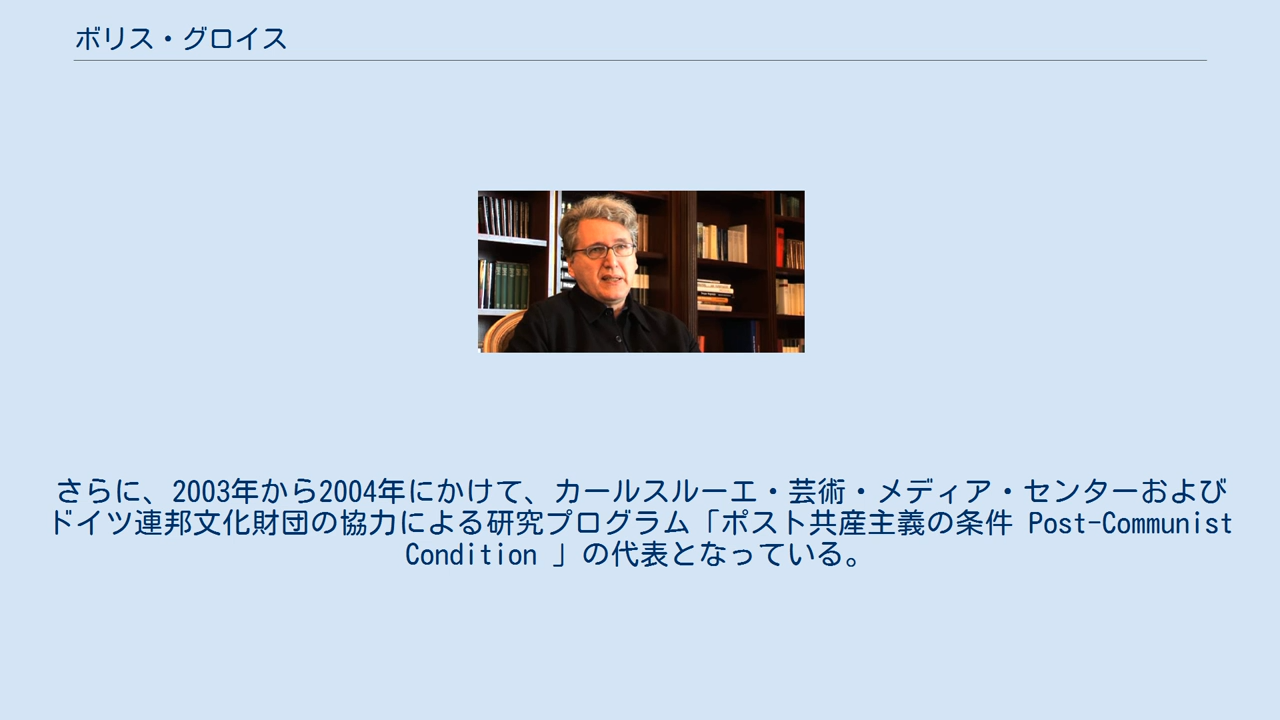 ボリス・グロイス
さらに、2003年から2004年にかけて、カールスルーエ・芸術・メディア・センターおよび
ドイツ連邦文化財団の協力による研究プログラム「ポスト共産主義の条件 Post-Communist
Condition 」の代表となっている。